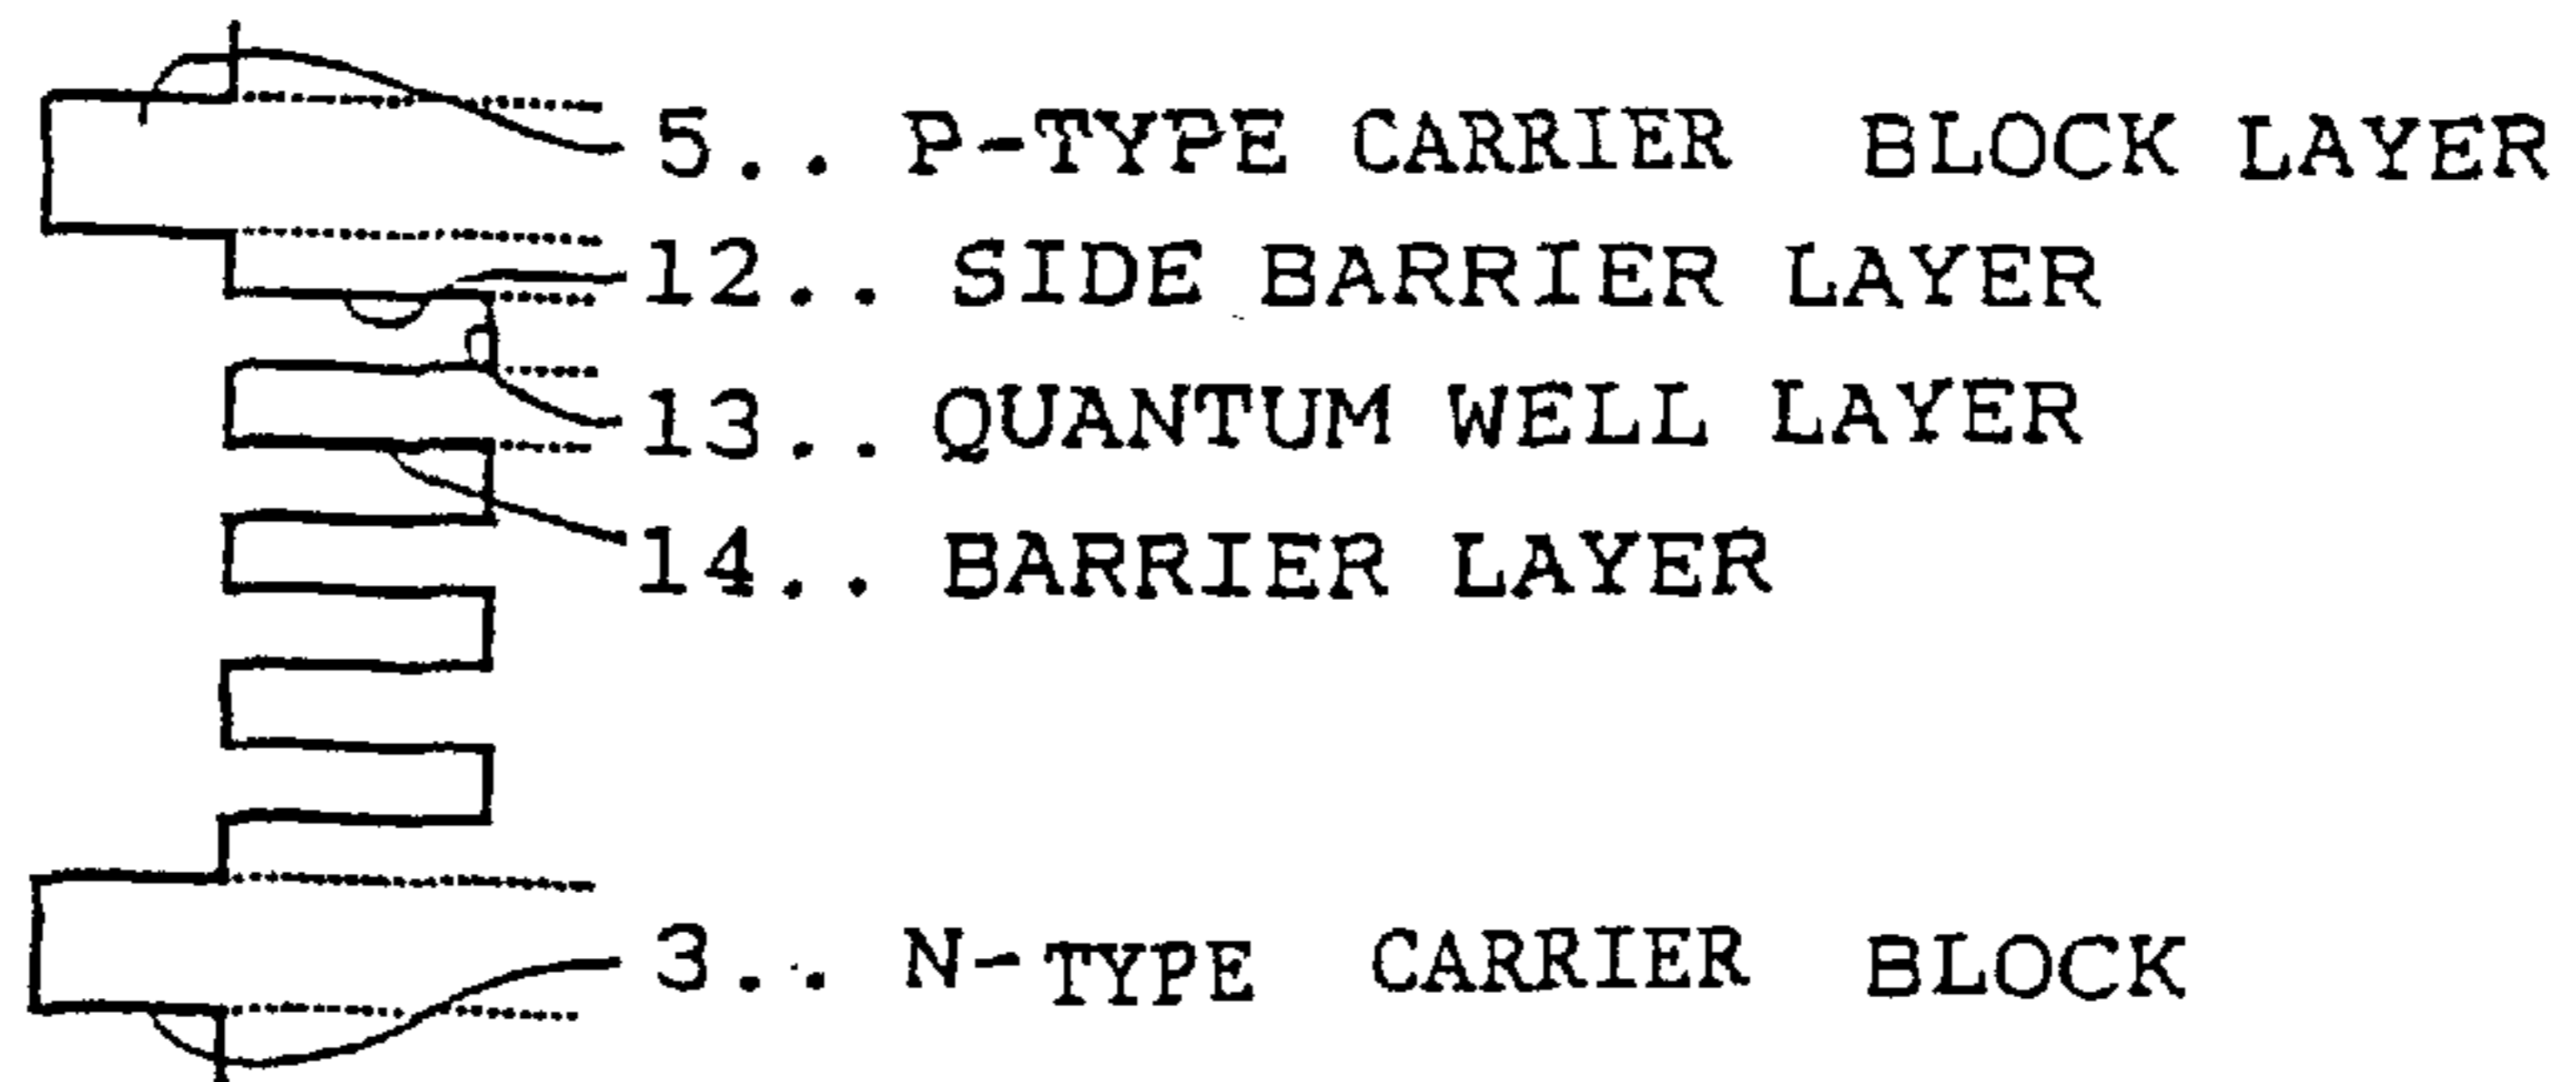 5.. P-TYPE CARRIER BLOCK LAYER
12.. SIDE BARRIER LAYER
13.. QUANTUM WELL LAYER
14.. BARRIER LAYER
3.. N-TYPE CARRIER BLOCK